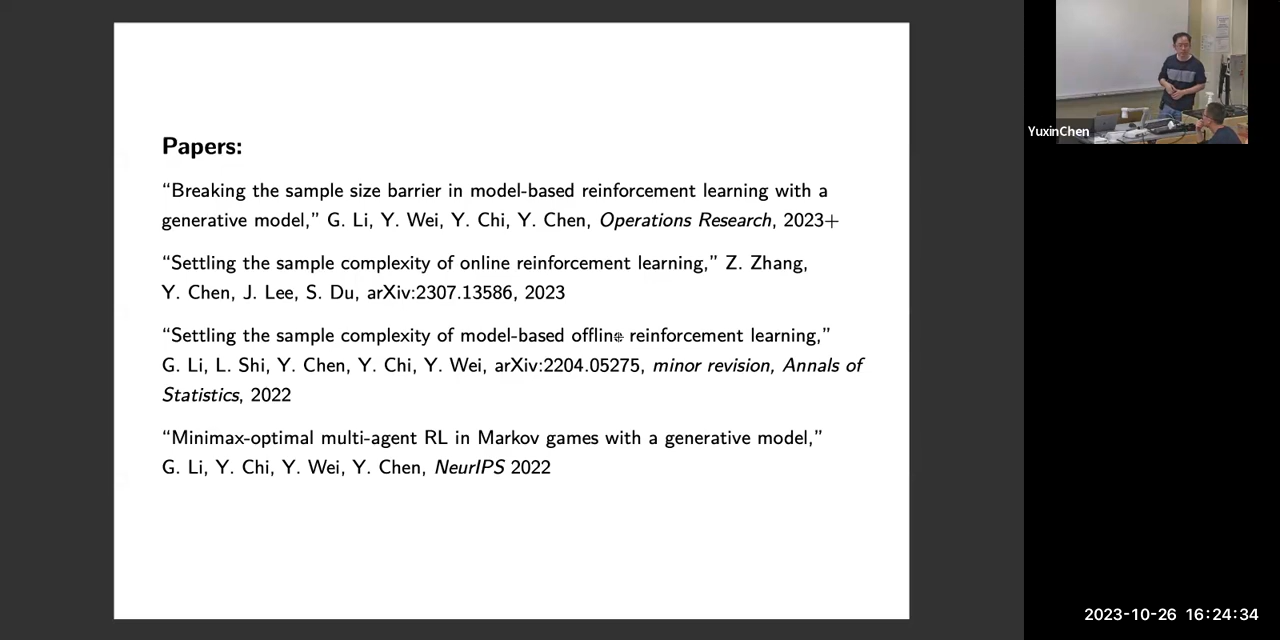 Papers:
“Breaking the sample size barrier in model-based reinforcement learning with a
generative model,” G. Li, Y. Wei, Y. Chi, Y. Chen, Operations Research, 2023+
“Settling the sample complexity of online reinforcement learning,” Z. Zhang,
Y. Chen, J. Lee, S. Du, arXiv:2307.13586, 2023
“Settling the sample complexity of model-based offline reinforcement learning,”
G. Li, L. Shi, Y. Chen, Y. Chi, Y. Wei, arXiv:2204.05275, minor revision, Annals of
Statistics, 2022
“Minimax-optimal multi-agent RL in Markov games with a generative model,”
G. Li, Y. Chi, Y. Wei, Y. Chen, NeurIPS 2022
YuxinChen
2023-10-26 16:24:34